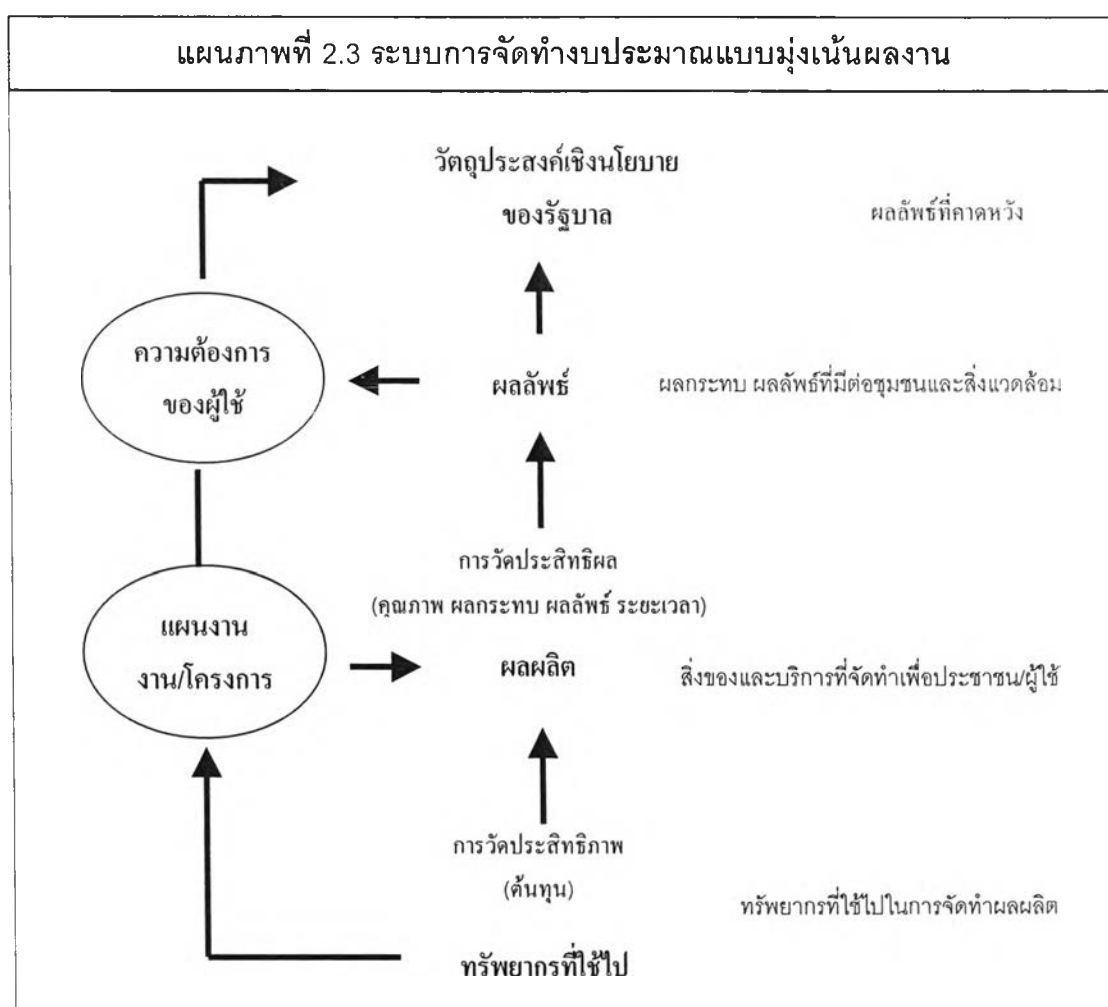 แผนภาพที่ 2.3 ระบบการจัดทำงบประมาณแบบมุ่งเน้นผลงาน
วัตถุประสงค์เชิงนโยบาย
ของรัฐบาล
ผลลัพธ์ที่คาดหวัง
ความต้องการ
ของผู้ใช้
ผลลัพธ์
ผลกระทบ ผลลัพธ์ที่มีต่อชุมชนและสิ่งแวดล้อม
การวัดประสิทธิผล
(คุณภาพ ผลกระทบ ผลลัพธ์ ระยะเวลา)
แผนงาน
งาน/โครงการ
ผลผลิต
สิ่งของและบริการที่จัดทำเพื่อประชาชน/ผู้ใช้
การวัดประสิทธิภาพ
(ต้นทุน)
ทรัพยากรที่ใช้ไปในการจัดทำผลผลิต
ทรัพยากรที่ใช้ไป